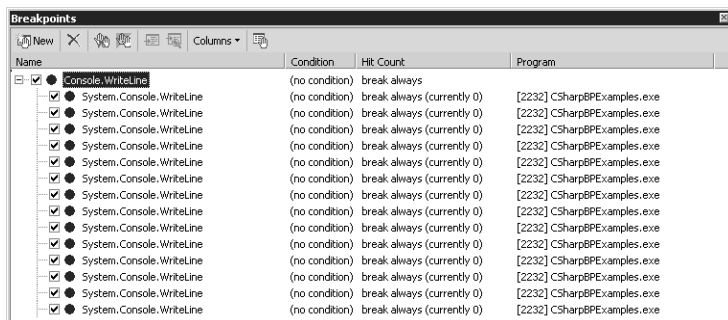 Breakpoints
New Columns
Name Condition Hit Count Program
Console.WriteLine (no condition) break always
System.Console.WriteLine (no condition) break always (currently 0) [2232] CSharpBPExamples.exe
System.Console.WriteLine (no condition) break always (currently 0) [2232] CSharpBPExamples.exe
System.Console.WriteLine (no condition) break always (currently 0) [2232] CSharpBPExamples.exe
System.Console.WriteLine (no condition) break always (currently 0) [2232] CSharpBPExamples.exe
System.Console.WriteLine (no condition) break always (currently 0) [2232] CSharpBPExamples.exe
System.Console.WriteLine (no condition) break always (currently 0) [2232] CSharpBPExamples.exe
System.Console.WriteLine (no condition) break always (currently 0) [2232] CSharpBPExamples.exe
System.Console.WriteLine (no condition) break always (currently 0) [2232] CSharpBPExamples.exe
System.Console.WriteLine (no condition) break always (currently 0) [2232] CSharpBPExamples.exe
System.Console.WriteLine (no condition) break always (currently 0) [2232] CSharpBPExamples.exe
System.Console.WriteLine (no condition) break always (currently 0) [2232] CSharpBPExamples.exe
System.Console.WriteLine (no condition) break always (currently 0) [2232] CSharpBPExamples.exe
System.Console.WriteLine (no condition) break always (currently 0) [2232] CSharpBPExamples.exe
System.Console.WriteLine (no condition) break always (currently 0) [2232] CSharpBPExamples.exe